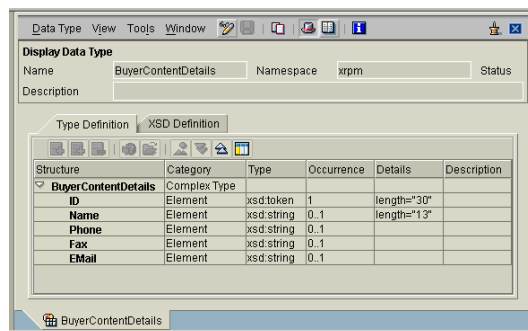 Data Type View Tools Window
Display Data Type
Name BuyerContentDetails Namespace xrpm Status
Description
Type Definition XSD Definition
Structure Category Type Occurrence Details Description
BuyerContentDetails Complex Type
ID Element xsd:token 1 length="30"
Name Element xsd:string 0..1 length="13"
Phone Element xsd:string 0..1
Fax Element xsd:string 0..1
EMail Element xsd:string 0..1
BuyerContentDetails